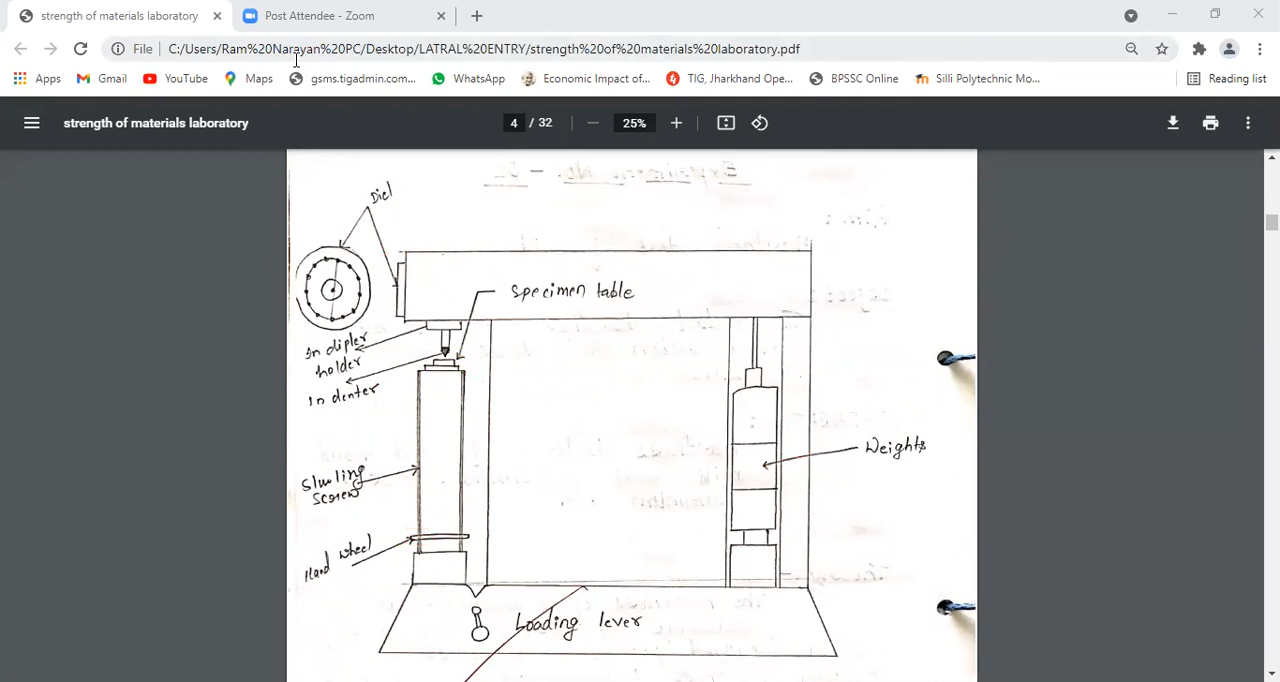 strength of materials laboratory
Post Attendee - Zoom
File
C:/Users/Ram%20Narayan%20PC/Desktop/LATRAL%20ENTRY/strength%20of%20materials%20laboratory.pdf
Apps
Gmail
YouTube
Maps
gsms.tigadmin.com...
WhatsApp
Economic Impact of...
TIG, Jharkhand Ope...
BPSSC Online
Silli Polytechnic Mo...
Reading list
strength of materials laboratory
4 / 32
25%
Diel
Specimen table
In dipler
holder
In denter
Weights
Screw
Hand wheel
Loading lever